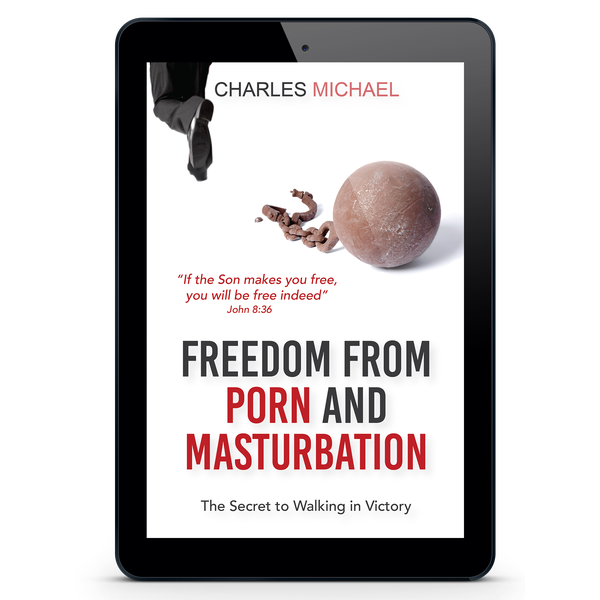 CHARLES MICHAEL
“If the Son makes you free,
you will be free indeed“
John 8:36
FREEDOM FROM
PORN AND
MASTURBATION
The Secret to Walking in Victory